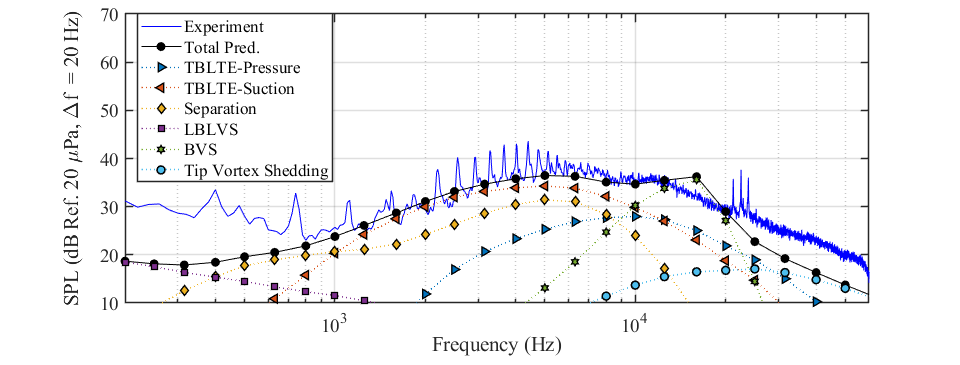 SPL (dB Ref. 20 μPa, Δf = 20 Hz)
70
60
50
40
30
20
10
Experiment
Total Pred.
TBLTE-Pressure
TBLTE-Suction
Separation
LBLVS
BVS
Tip Vortex Shedding
10³
10⁴
Frequency (Hz)